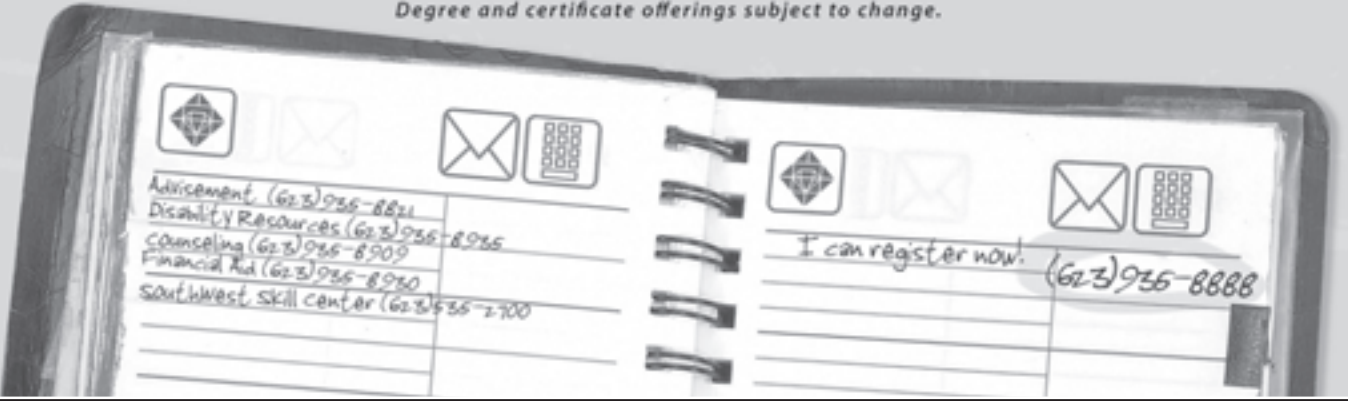 Degree and certificate offerings subject to change.
Advisement (623)935-8821
Disability Resources (623)935-8935
Counseling (623)935-8909
Financial Aid (623)935-8930
Southwest Skill Center (623)535-2700
I can register now!
(623)935-8888